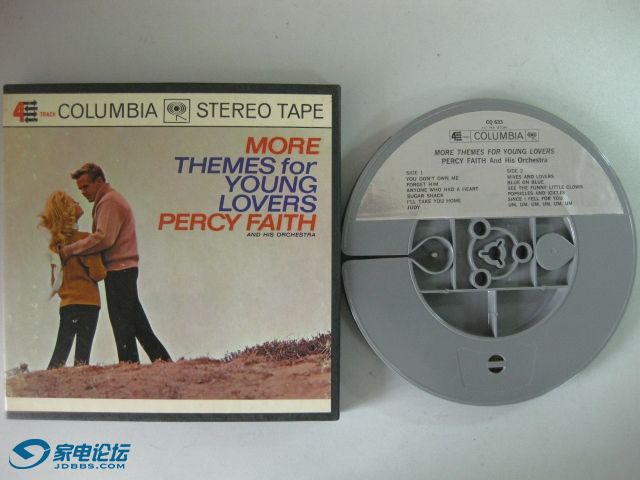 4 TRACK COLUMBIA STEREO TAPE
MORE
THEMES for
YOUNG
LOVERS
PERCY FAITH
AND HIS ORCHESTRA
CQ 633
4 TRACK COLUMBIA
MORE THEMES FOR YOUNG LOVERS
PERCY FAITH And His Orchestra
SIDE 1
YOU DON'T OWN ME
FORGET HIM
ANYONE WHO HAD A HEART
SUGAR SHACK
I'LL TAKE YOU HOME
JUDY
SIDE 2
WIVES AND LOVERS
BLUE ON BLUE
SEE THE FUNNY LITTLE CLOWN
POPSICLES AND ICICLES
SINCE I FELL FOR YOU
UM, UM, UM, UM, UM, UM
家电论坛
JDBBS.COM